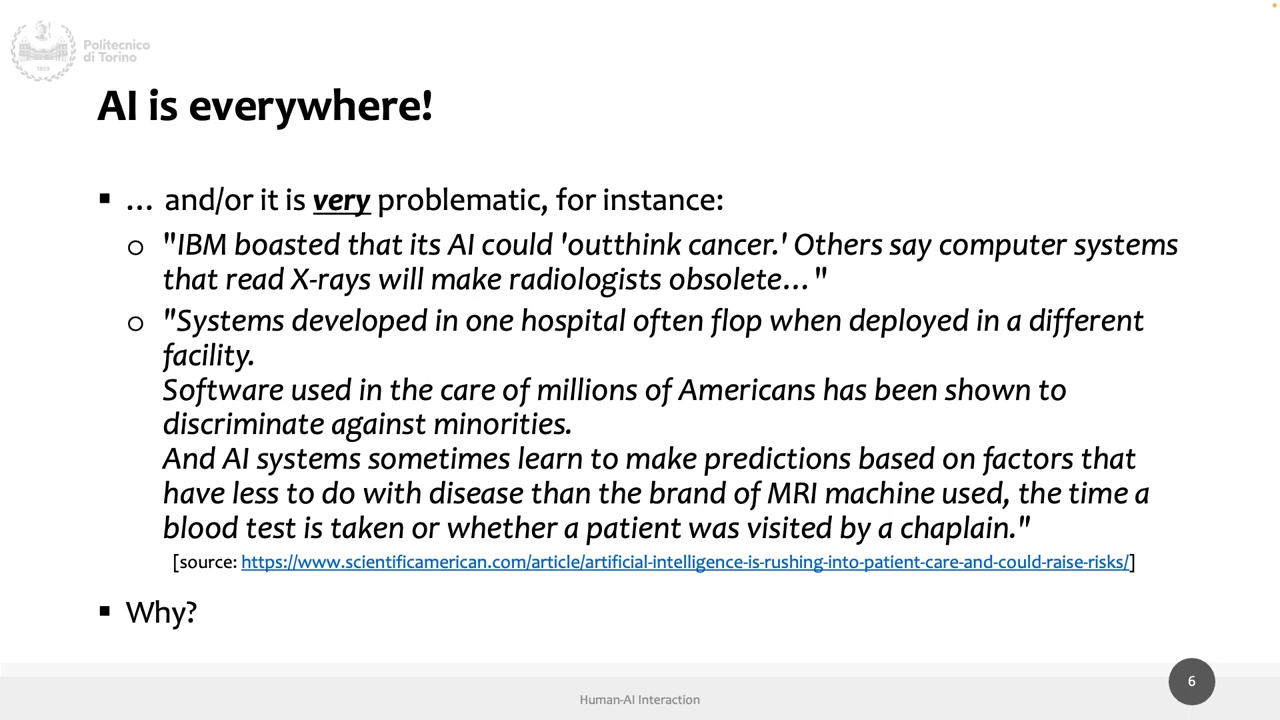 Politecnico
di Torino
1859
AI is everywhere!
▪ … and/or it is very problematic, for instance:
o "IBM boasted that its AI could 'outthink cancer.' Others say computer systems
that read X-rays will make radiologists obsolete…"
o "Systems developed in one hospital often flop when deployed in a different
facility.
Software used in the care of millions of Americans has been shown to
discriminate against minorities.
And AI systems sometimes learn to make predictions based on factors that
have less to do with disease than the brand of MRI machine used, the time a
blood test is taken or whether a patient was visited by a chaplain."
[source: https://www.scientificamerican.com/article/artificial-intelligence-is-rushing-into-patient-care-and-could-raise-risks/]
▪ Why?
6
Human-AI Interaction